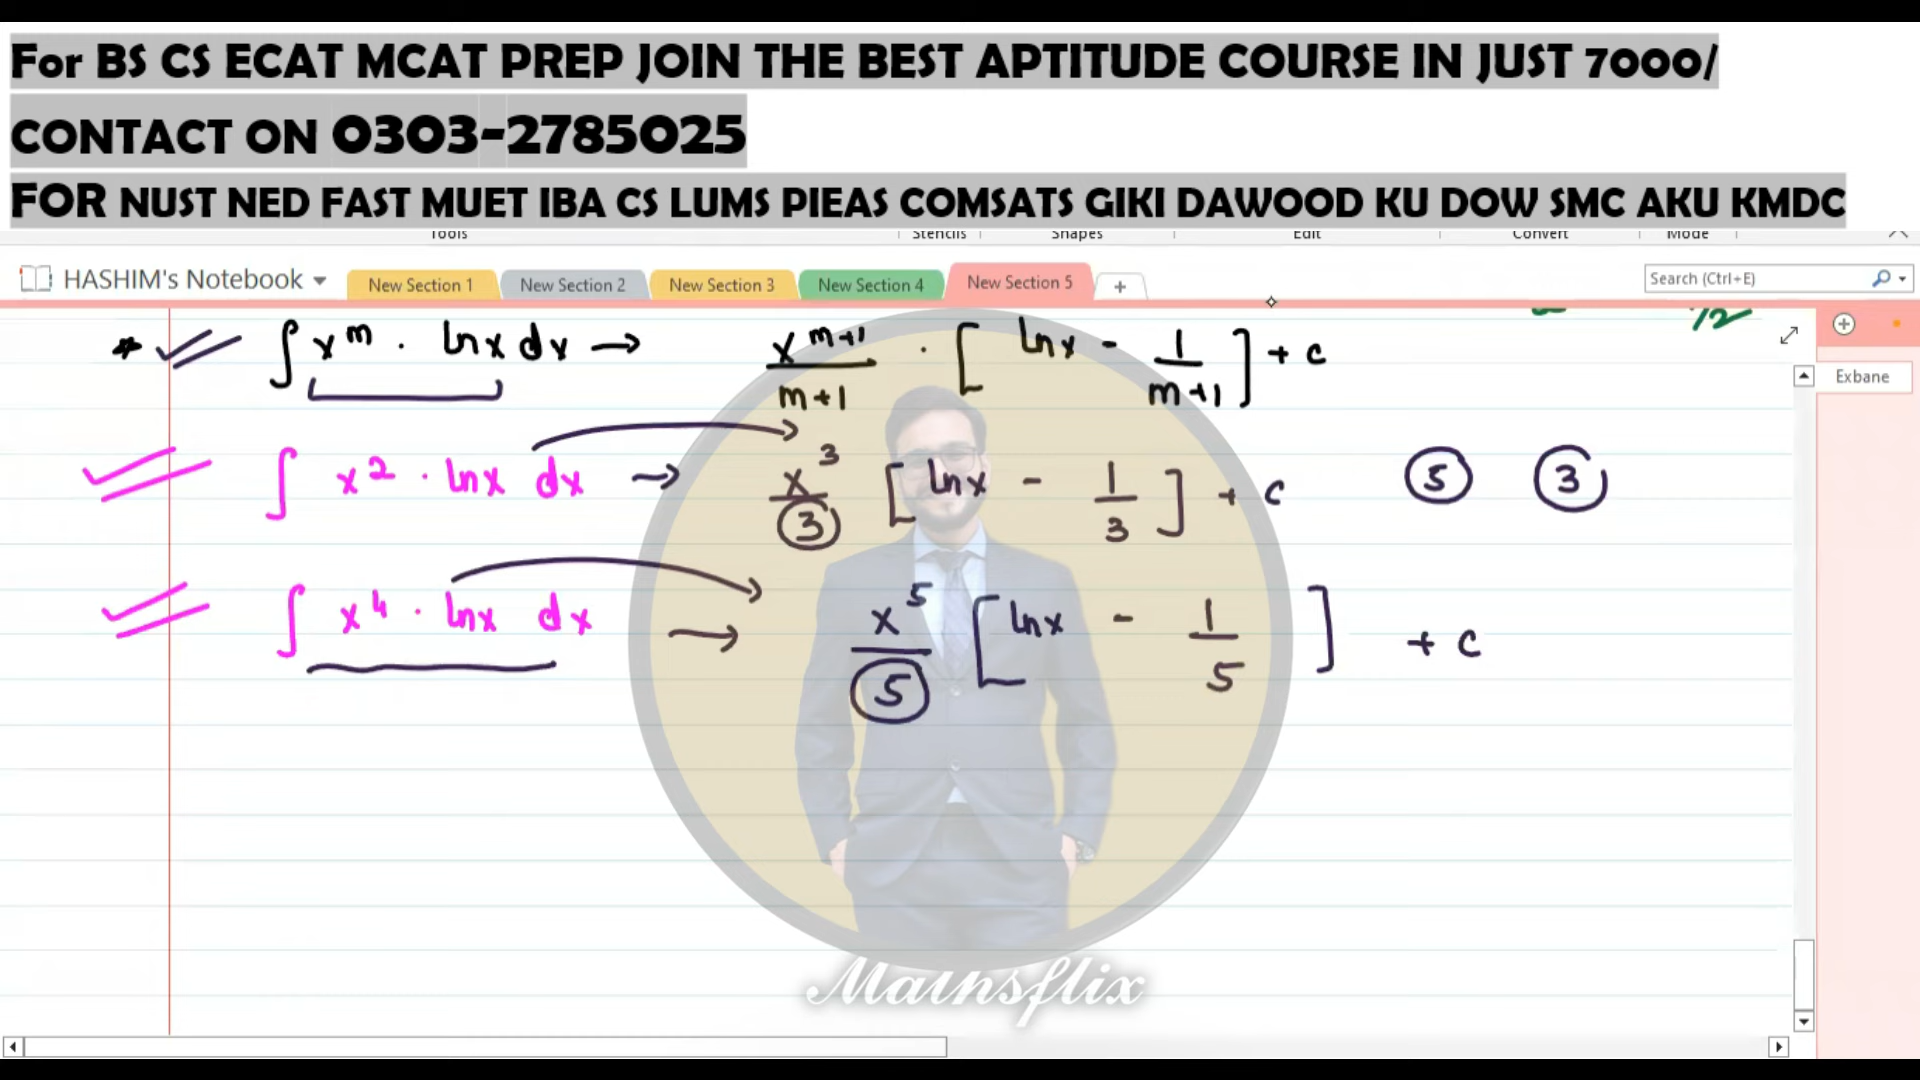 For BS CS ECAT MCAT PREP JOIN THE BEST APTITUDE COURSE IN JUST 7000/
CONTACT ON 0303-2785025
FOR NUST NED FAST MUET IBA CS LUMS PIEAS COMSATS GIKI DAWOOD KU DOW SMC AKU KMDC
Tools Stencils Shapes Edit Convert Mode
HASHIM's Notebook New Section 1 New Section 2 New Section 3 New Section 4 New Section 5 + Search (Ctrl+E)
Exbane
* ∫ x^m · lnx dx → x^(m+1)/(m+1) · [lnx - 1/(m+1)] + c
∫ x² · lnx dx → x³/3 [lnx - 1/3] + c 5 3
∫ x⁴ · lnx dx → x⁵/5 [lnx - 1/5] + c
Mainsflix